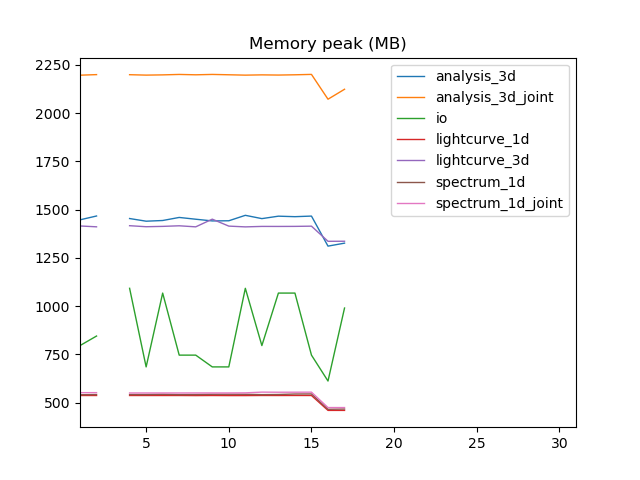 Memory peak (MB)
2250
2000
1750
1500
1250
1000
750
500
5 10 15 20 25 30
analysis_3d
analysis_3d_joint
io
lightcurve_1d
lightcurve_3d
spectrum_1d
spectrum_1d_joint